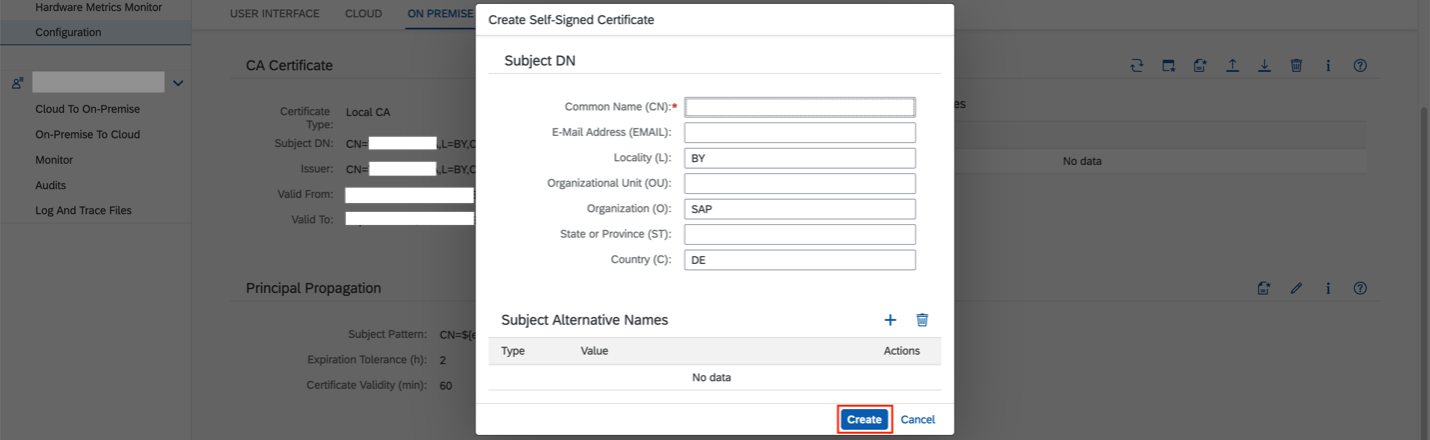 Hardware Metrics Monitor
Configuration
Cloud To On-Premise
On-Premise To Cloud
Monitor
Audits
Log And Trace Files
USER INTERFACE CLOUD ON PREMISE
CA Certificate
Certificate Type: Local CA
Subject DN: CN= ,L=BY,C
Issuer: CN= ,L=BY,C
Valid From:
Valid To:
Principal Propagation
Subject Pattern: CN=${e
Expiration Tolerance (h): 2
Certificate Validity (min): 60
Create Self-Signed Certificate
Subject DN
Common Name (CN):*
E-Mail Address (EMAIL):
Locality (L): BY
Organizational Unit (OU):
Organization (O): SAP
State or Province (ST):
Country (C): DE
Subject Alternative Names
Type Value Actions
No data
Create Cancel
es
No data